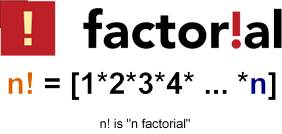 ! factor!al
n! = [1*2*3*4* ... *n]
n! is "n factorial"